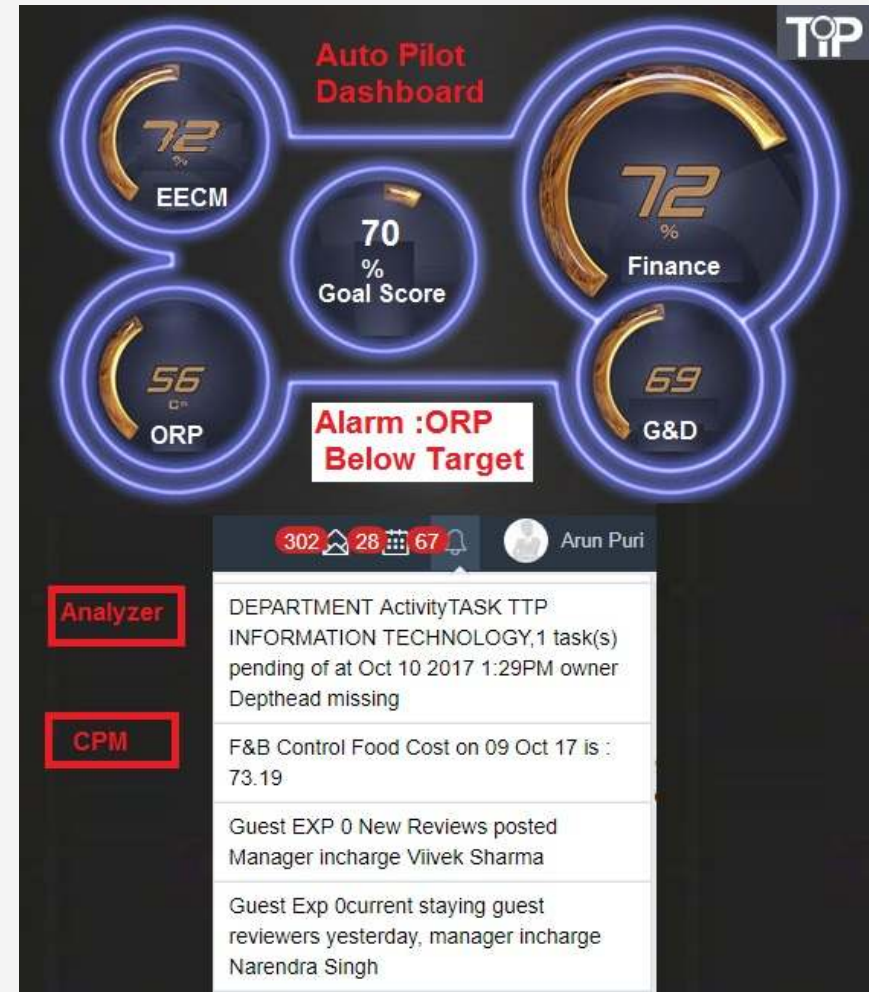 TIP
Auto Pilot
Dashboard
72
%
EECM
72
%
Finance
70
%
Goal Score
56
ORP
69
G&D
Alarm :ORP
Below Target
302 28 67 Arun Puri
Analyzer
DEPARTMENT ActivityTASK TTP
INFORMATION TECHNOLOGY,1 task(s)
pending of at Oct 10 2017 1:29PM owner
Depthead missing
CPM
F&B Control Food Cost on 09 Oct 17 is :
73.19
Guest EXP 0 New Reviews posted
Manager incharge Viivek Sharma
Guest Exp 0current staying guest
reviewers yesterday, manager incharge
Narendra Singh